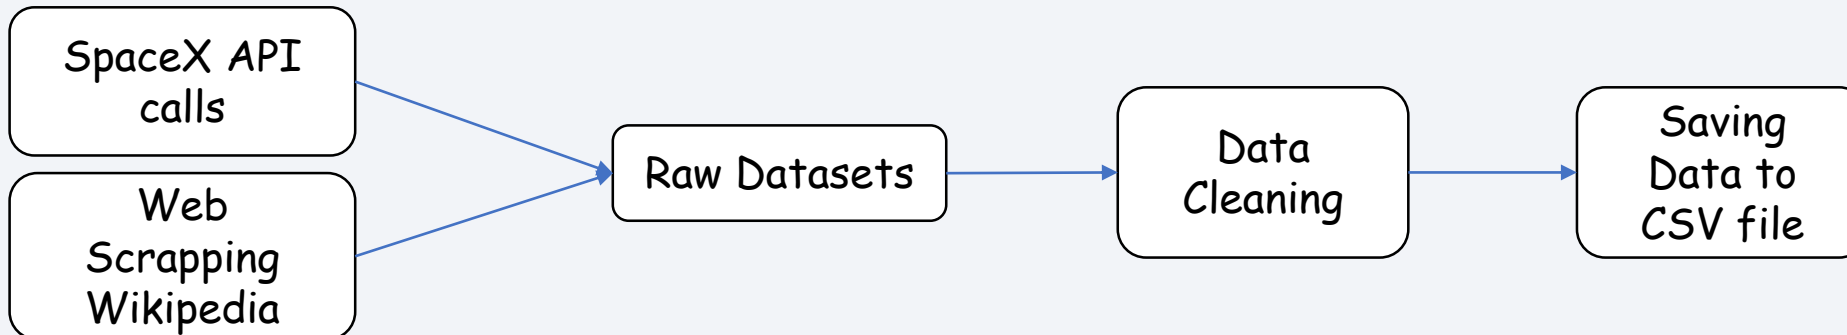 SpaceX API
calls
Web
Scrapping
Wikipedia
Raw Datasets
Data
Cleaning
Saving
Data to
CSV file